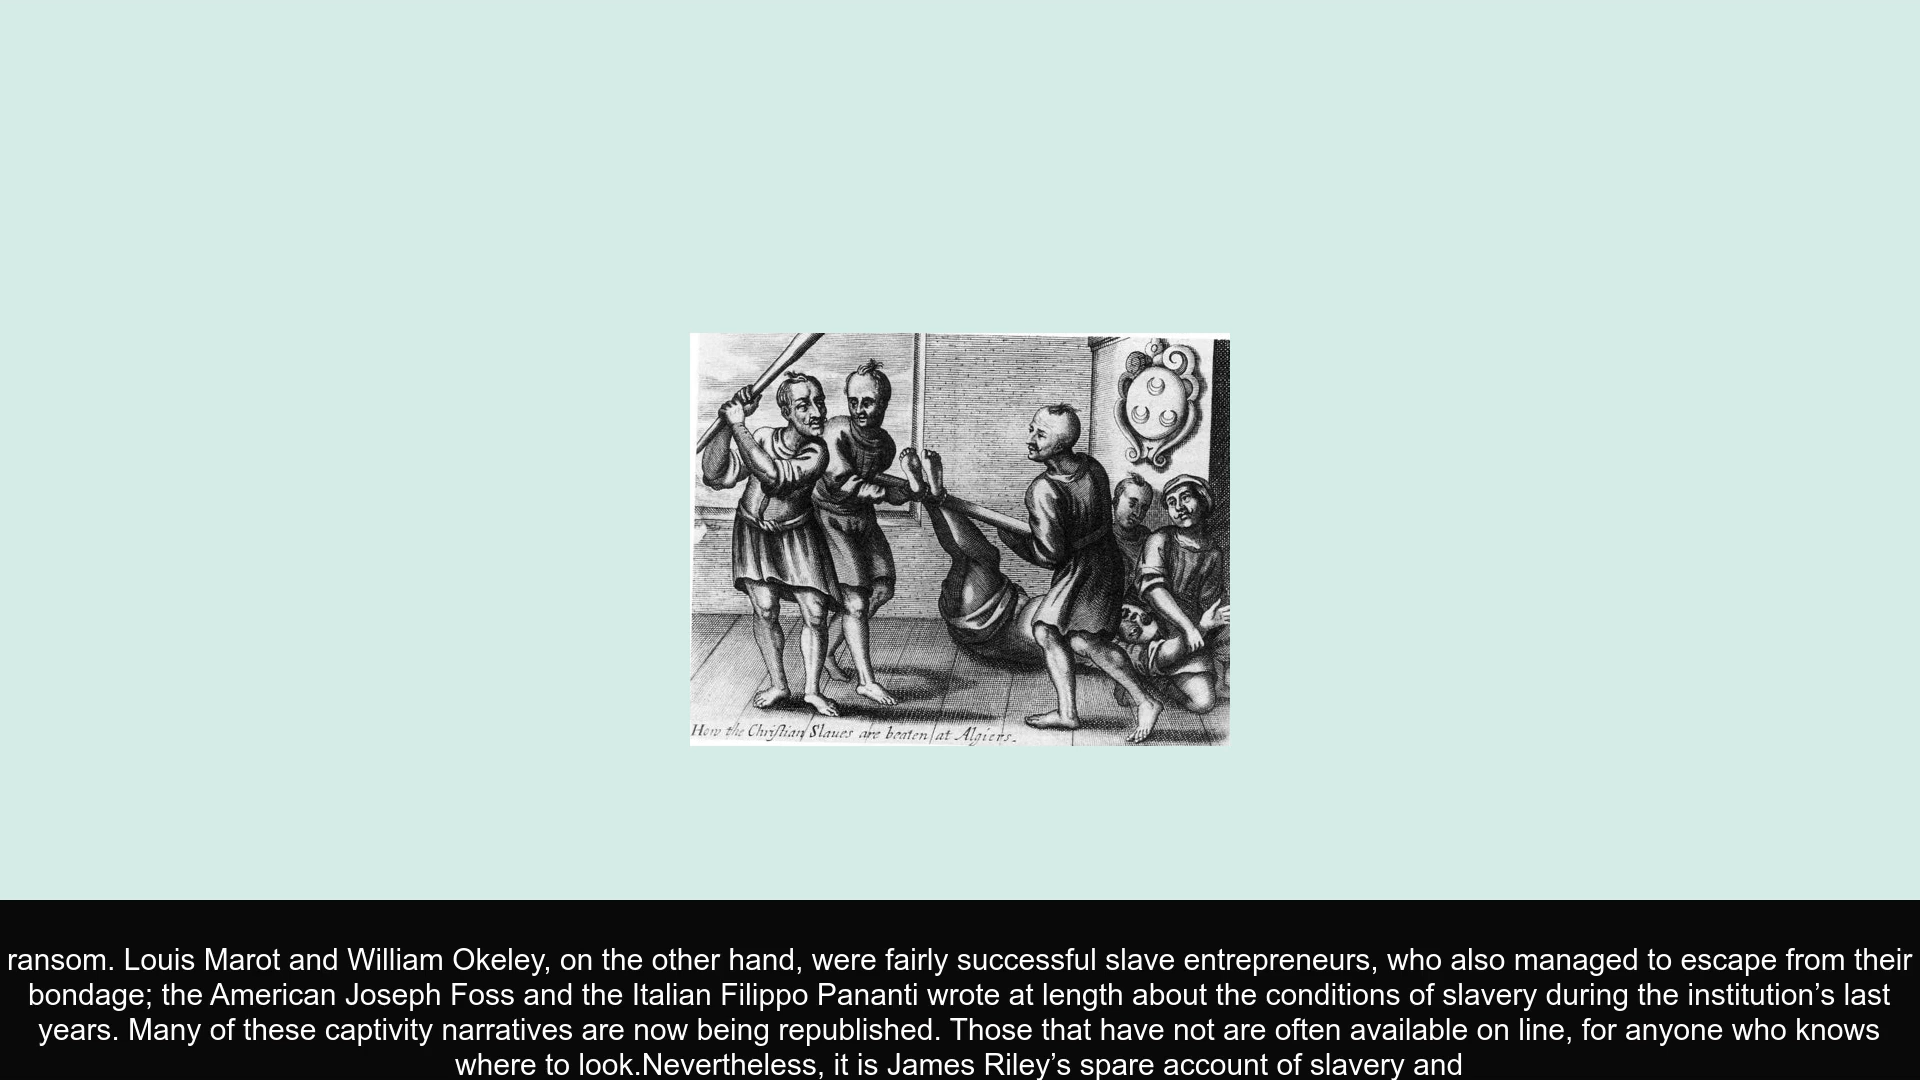 How the Chriſtian Slaues are beaten at Algiers.
ransom. Louis Marot and William Okeley, on the other hand, were fairly successful slave entrepreneurs, who also managed to escape from their
bondage; the American Joseph Foss and the Italian Filippo Pananti wrote at length about the conditions of slavery during the institution’s last
years. Many of these captivity narratives are now being republished. Those that have not are often available on line, for anyone who knows
where to look.Nevertheless, it is James Riley’s spare account of slavery and